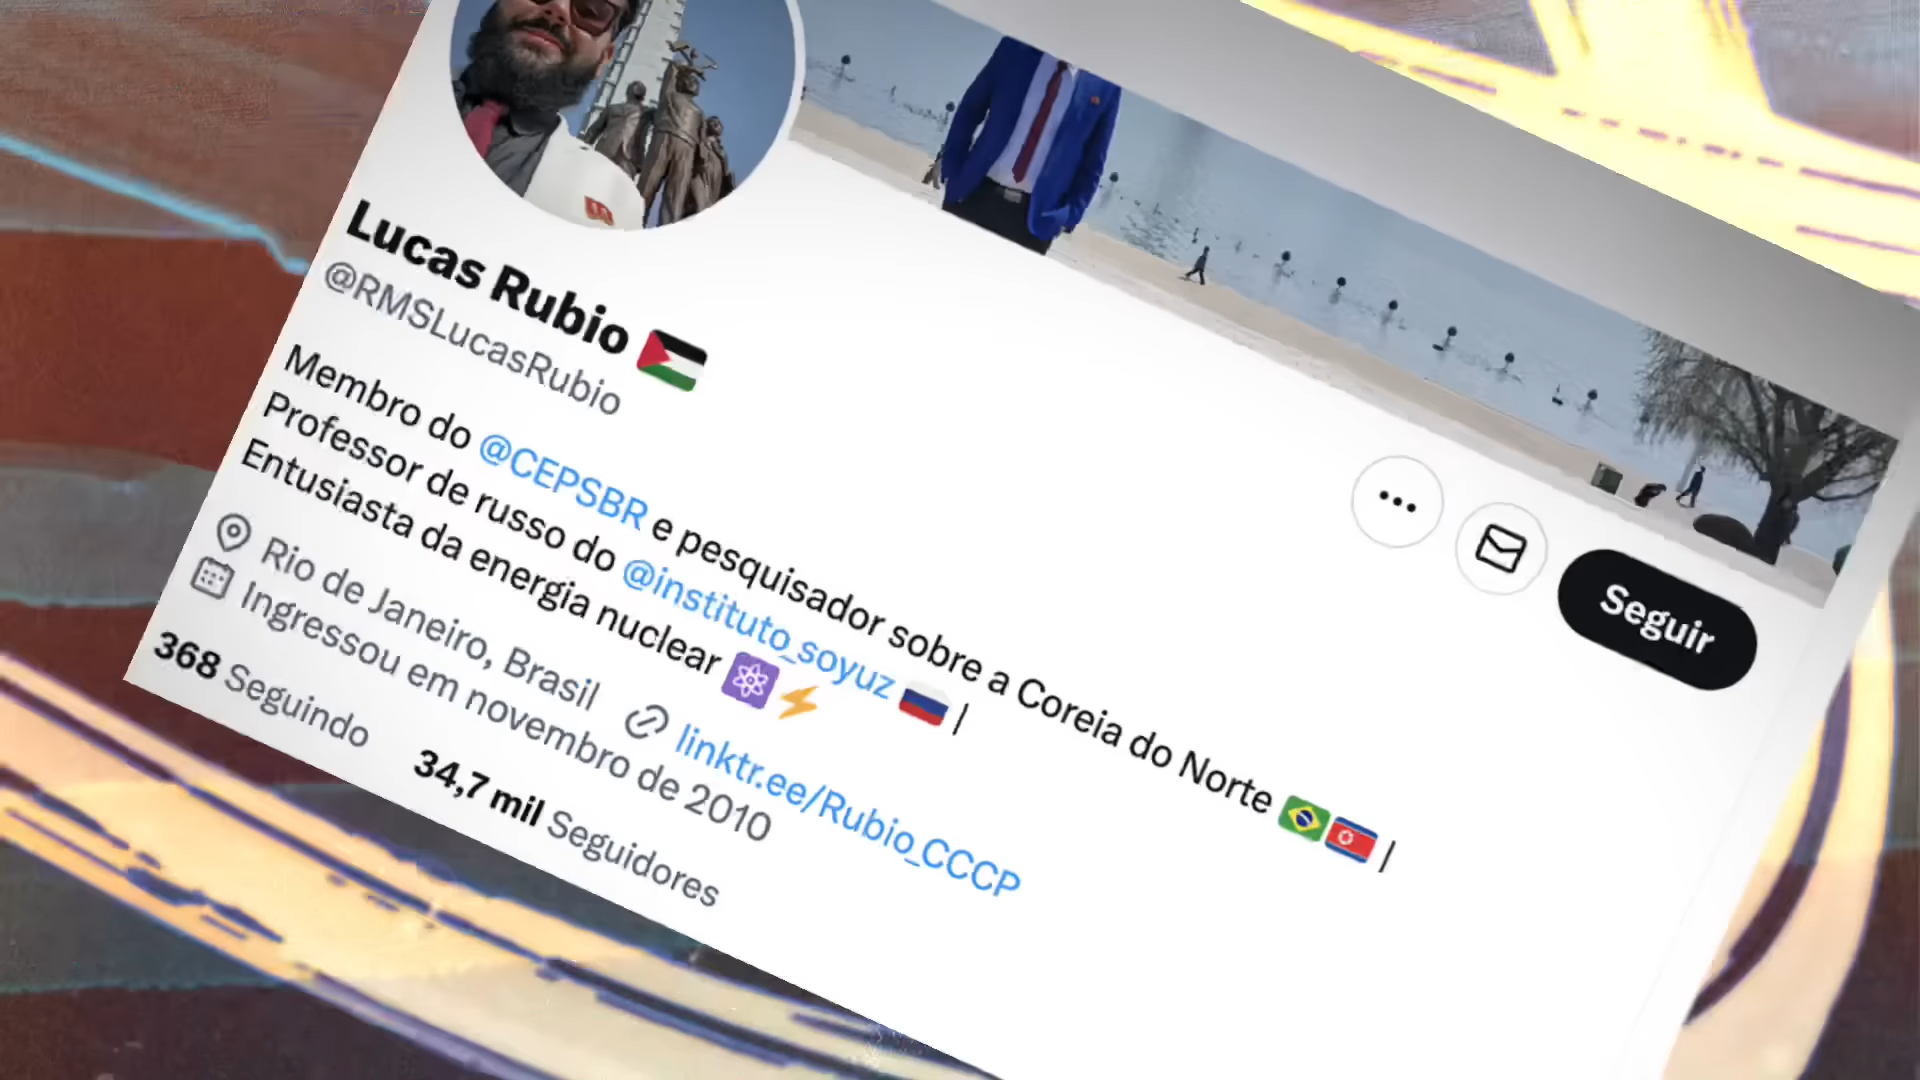 Lucas Rubio 🇵🇸
@RMSLucasRubio
Membro do @CEPSBR e pesquisador sobre a Coreia do Norte 🇧🇷🇰🇵 |
Professor de russo do @instituto_soyuz 🇷🇺 |
Entusiasta da energia nuclear ⚛️⚡
Rio de Janeiro, Brasil linktr.ee/Rubio_CCCP
Ingressou em novembro de 2010
368 Seguindo 34,7 mil Seguidores
Seguir